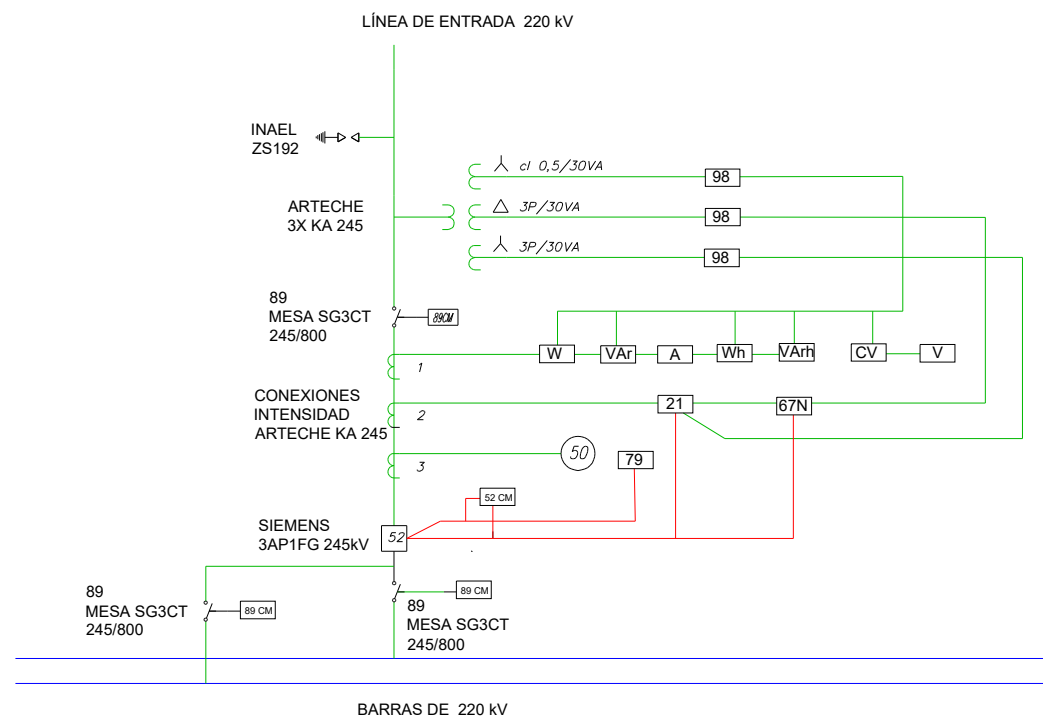 LÍNEA DE ENTRADA 220 kV
INAEL
ZS192
cl 0,5/30VA
98
ARTECHE
3X KA 245
3P/30VA
98
3P/30VA
98
89
MESA SG3CT
245/800
89CM
W
VAr
A
Wh
VArh
CV
V
1
CONEXIONES
INTENSIDAD
ARTECHE KA 245
2
21
67N
3
50
79
52 CM
SIEMENS
3AP1FG 245kV
52
89
MESA SG3CT
245/800
89 CM
89 CM
89
MESA SG3CT
245/800
BARRAS DE 220 kV